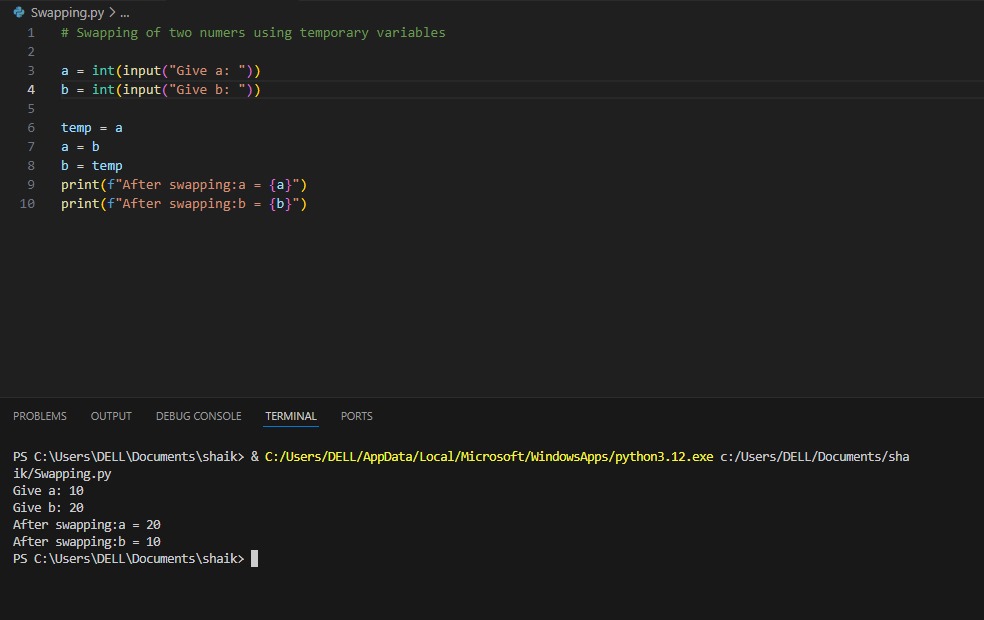 Swapping.py > ...
1 # Swapping of two numers using temporary variables
2
3 a = int(input("Give a: "))
4 b = int(input("Give b: "))
5
6 temp = a
7 a = b
8 b = temp
9 print(f"After swapping:a = {a}")
10 print(f"After swapping:b = {b}")
PROBLEMS OUTPUT DEBUG CONSOLE TERMINAL PORTS
PS C:\Users\DELL\Documents\shaik> & C:/Users/DELL/AppData/Local/Microsoft/WindowsApps/python3.12.exe c:/Users/DELL/Documents/sha
ik/Swapping.py
Give a: 10
Give b: 20
After swapping:a = 20
After swapping:b = 10
PS C:\Users\DELL\Documents\shaik>